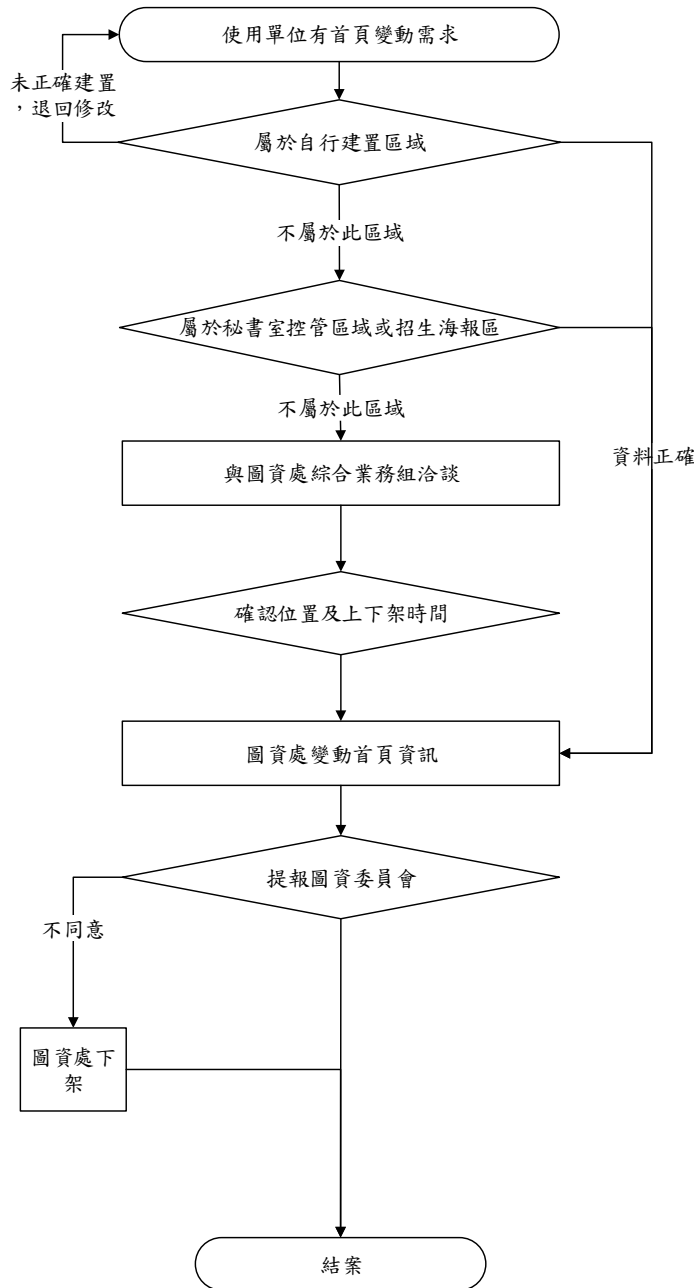 使用單位有首頁變動需求
未正確建置
，退回修改
屬於自行建置區域
不屬於此區域
屬於秘書室控管區域或招生海報區
不屬於此區域
與圖資處綜合業務組洽談
資料正確
確認位置及上下架時間
圖資處變動首頁資訊
提報圖資委員會
不同意
圖資處下
架
結案